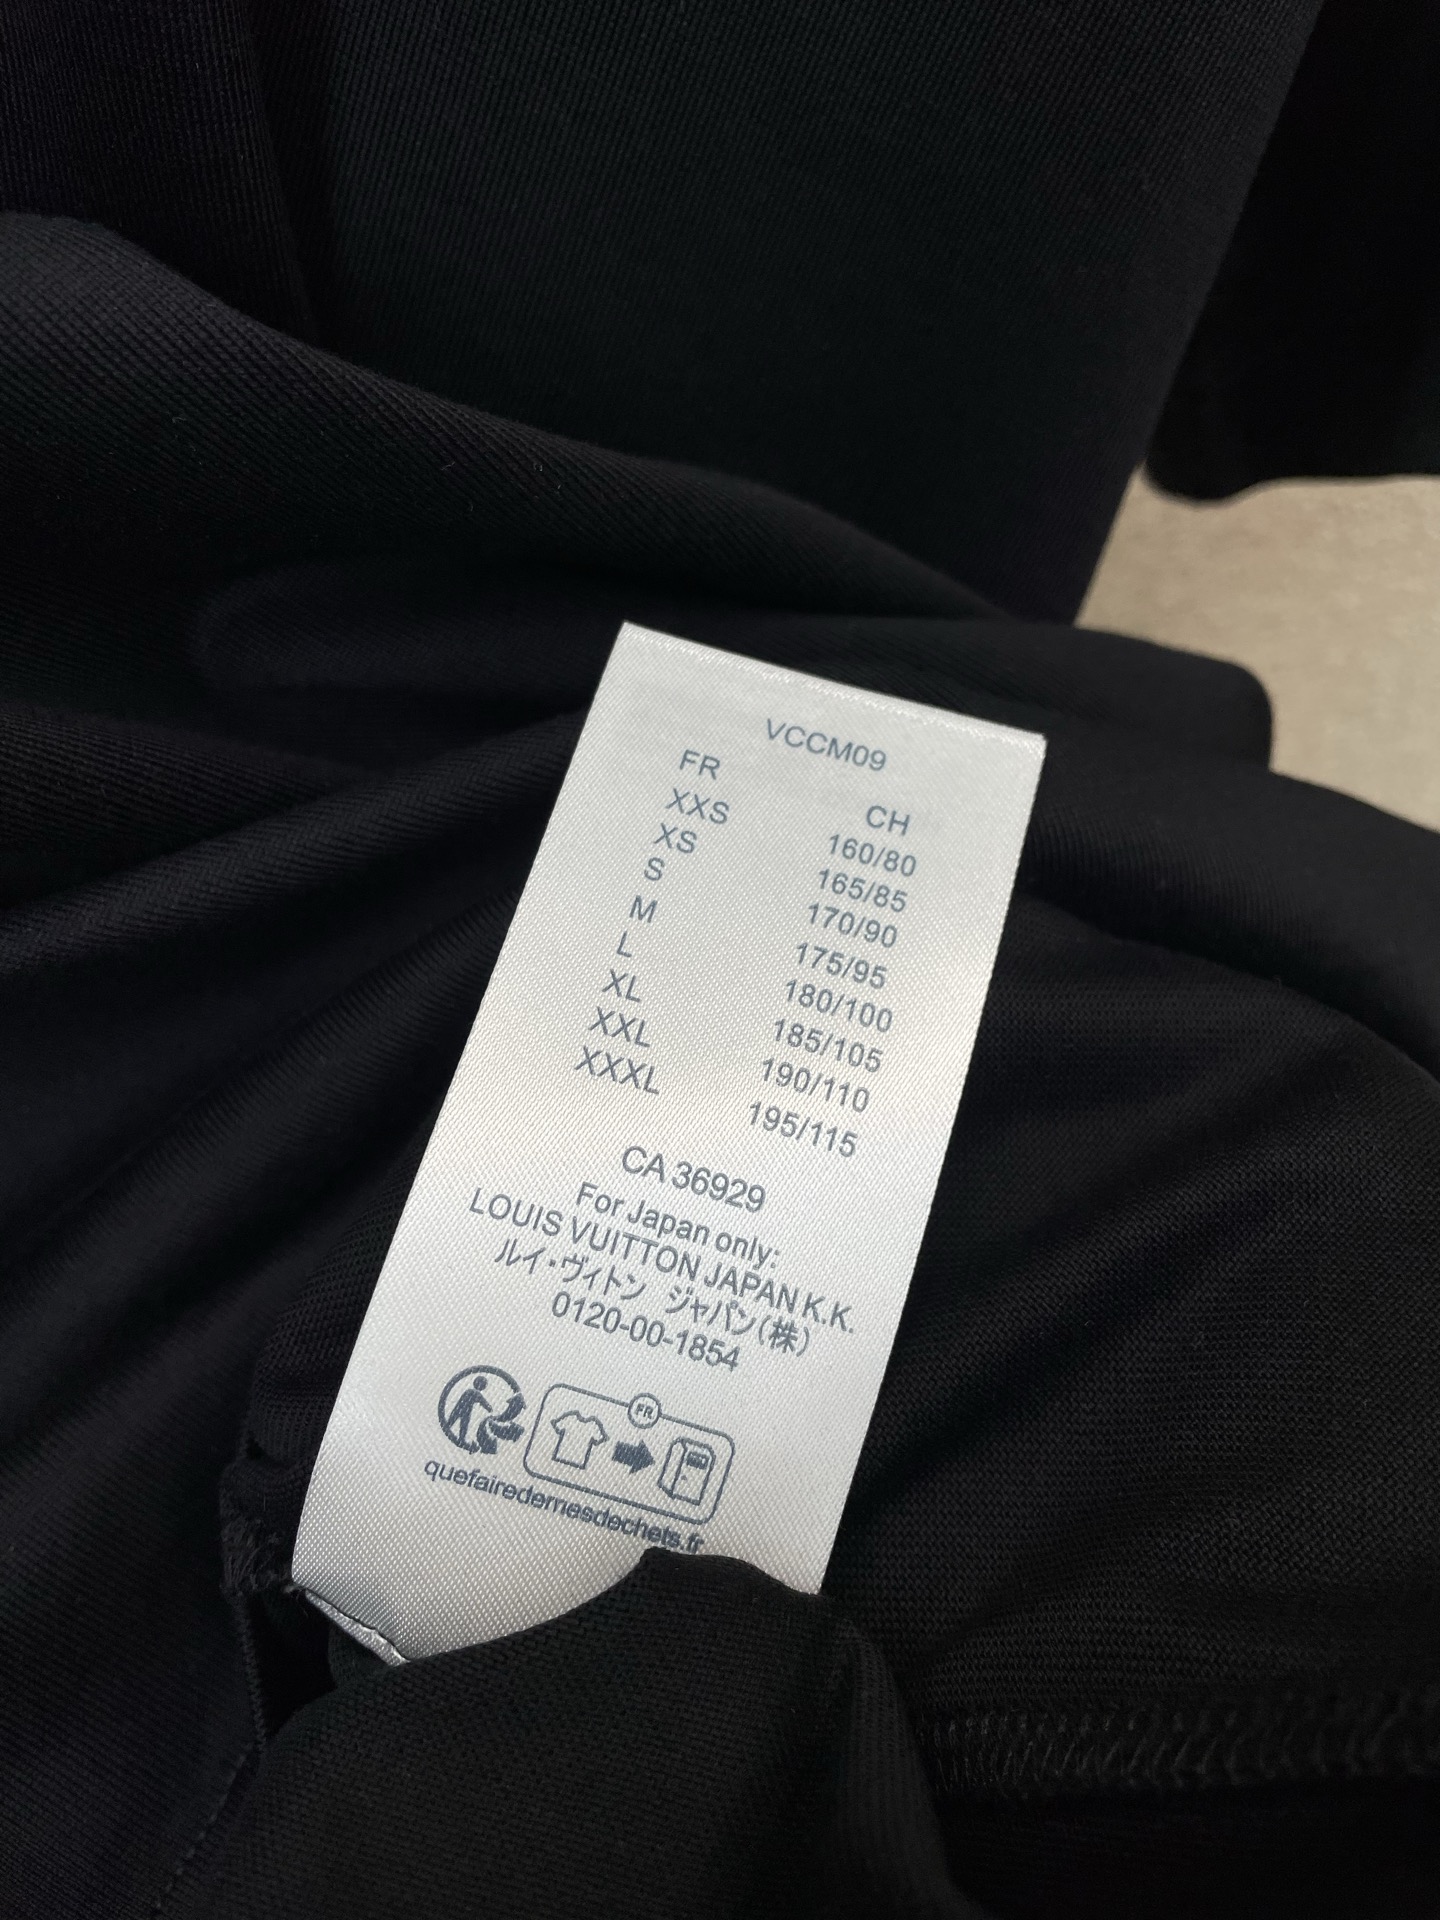 VCCM09
FR CH
XXS 160/80
XS 165/85
S 170/90
M 175/95
L 180/100
XL 185/105
XXL 190/110
XXXL 195/115
CA 36929
For Japan only:
LOUIS VUITTON JAPAN K.K.
ルイ・ヴィトン ジャパン(株)
0120-00-1854
FR
quefairedemesdechets.fr